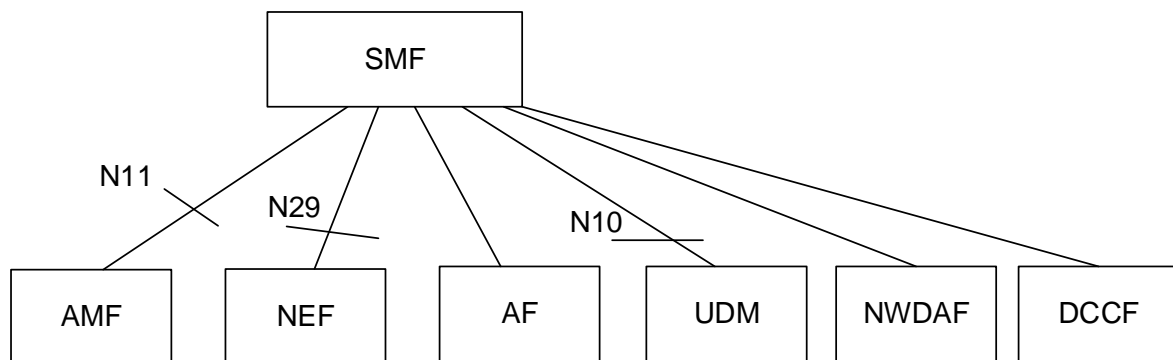 SMF
N11
N29
N10
AMF
NEF
AF
UDM
NWDAF
DCCF